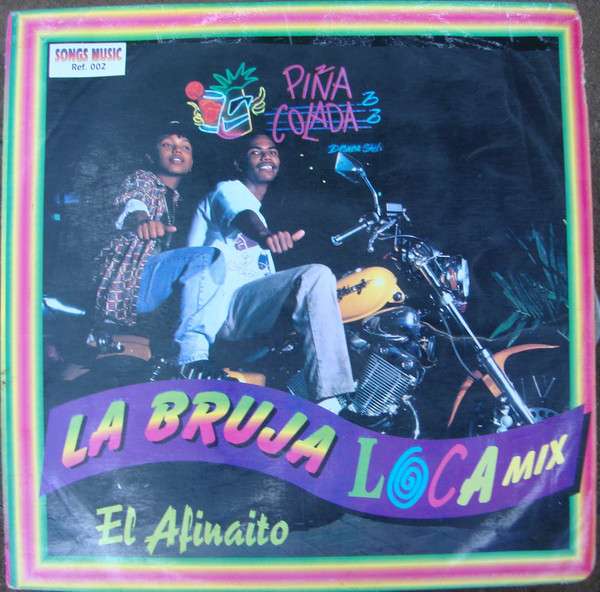 SONGS MUSIC
Ref. 002
PIÑA
COLADA
LA BRUJA LOCA MIX
El Afinaito